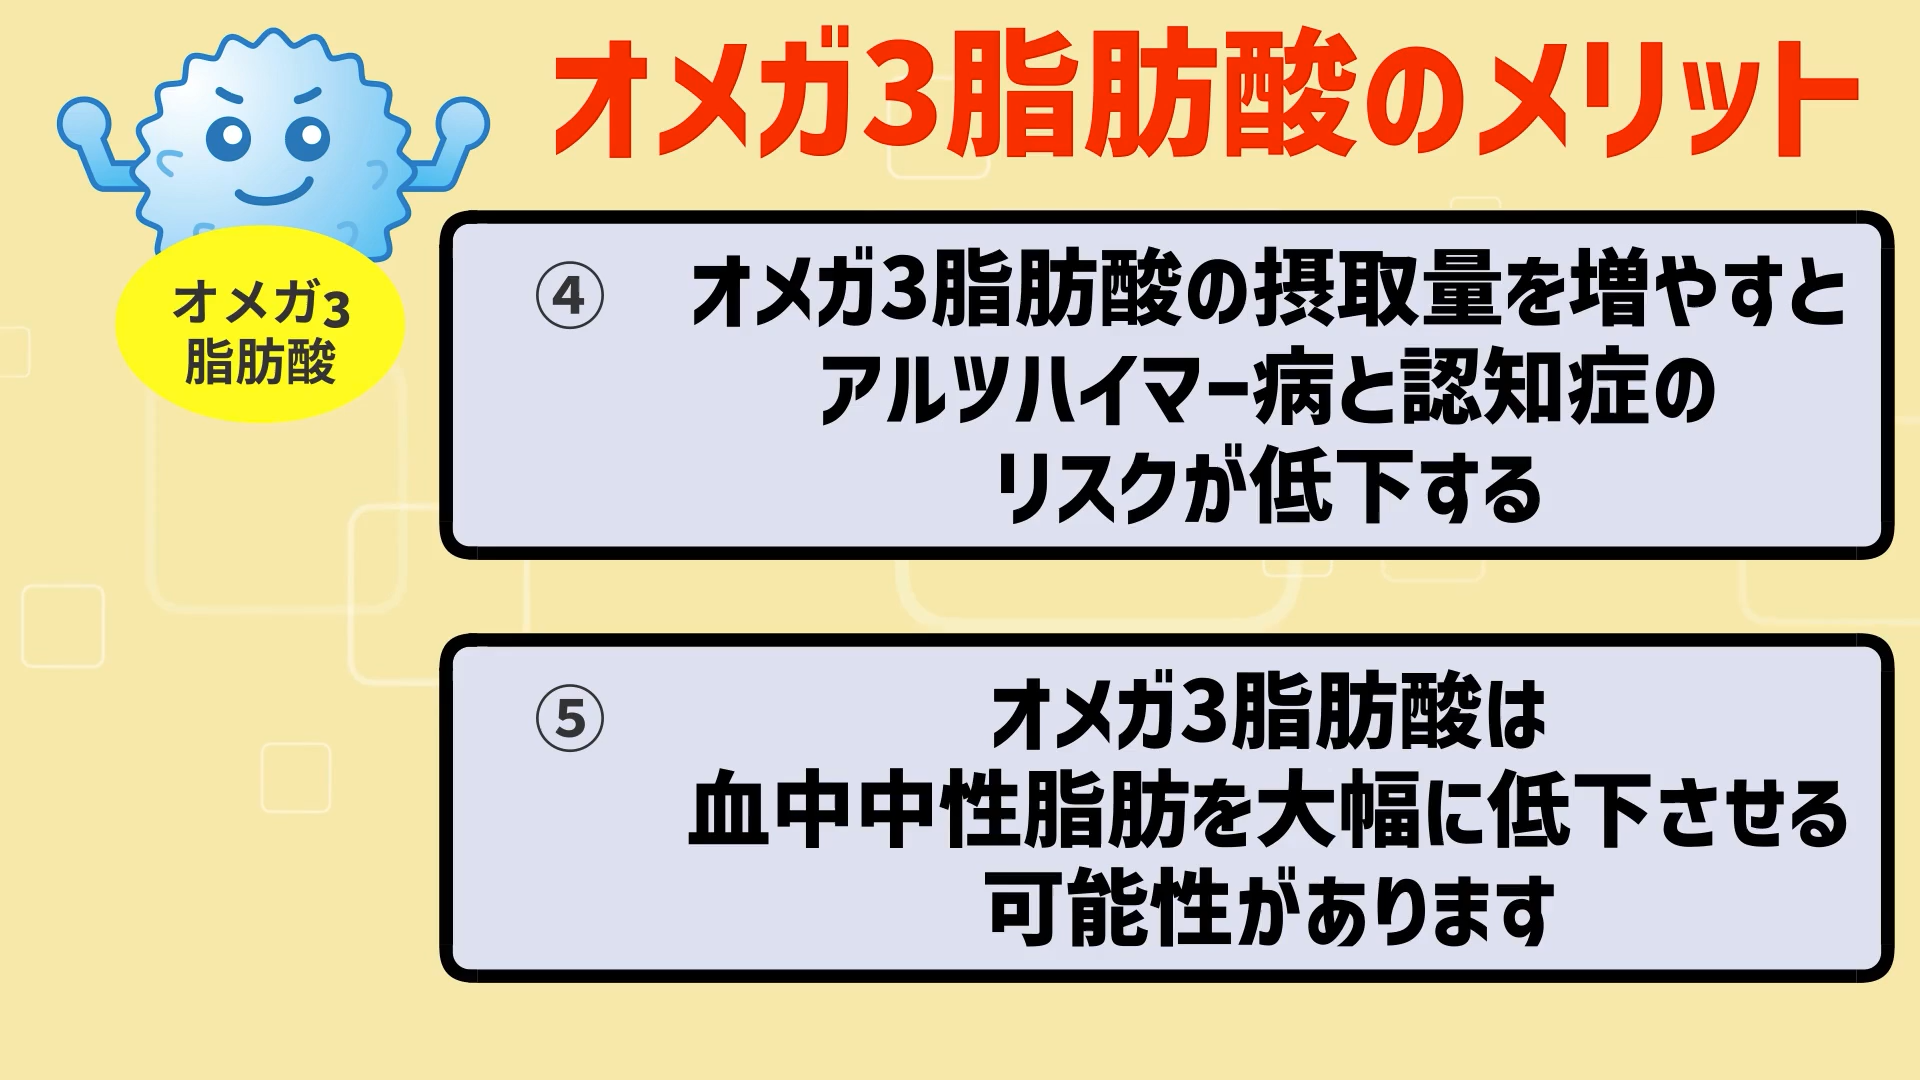 オメガ3脂肪酸のメリット
オメガ3
脂肪酸
④ オメガ3脂肪酸の摂取量を増やすと
アルツハイマー病と認知症の
リスクが低下する
⑤ オメガ3脂肪酸は
血中中性脂肪を大幅に低下させる
可能性があります